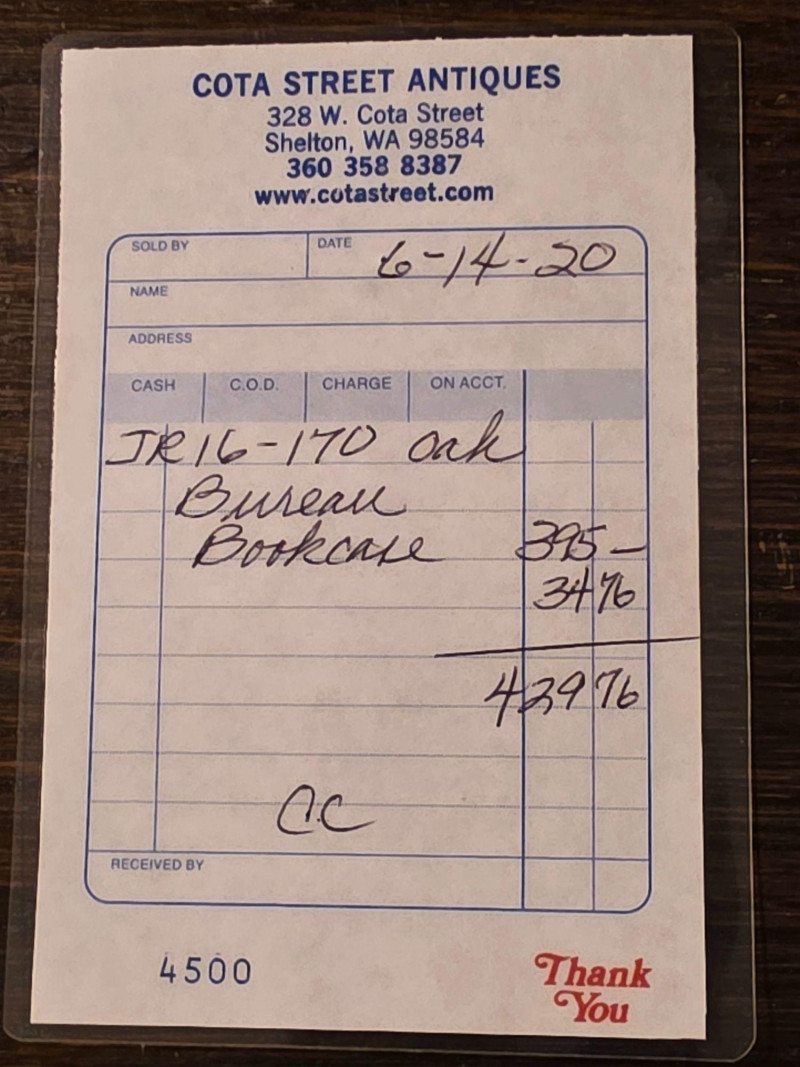 COTA STREET ANTIQUES
328 W. Cota Street
Shelton, WA 98584
360 358 8387
www.cotastreet.com
SOLD BY DATE 6-14-20
NAME
ADDRESS
CASH C.O.D. CHARGE ON ACCT.
JR16-170 Oak
Bureau
Bookcase 395 -
34 76
429 76
CC
RECEIVED BY
4500
Thank
You